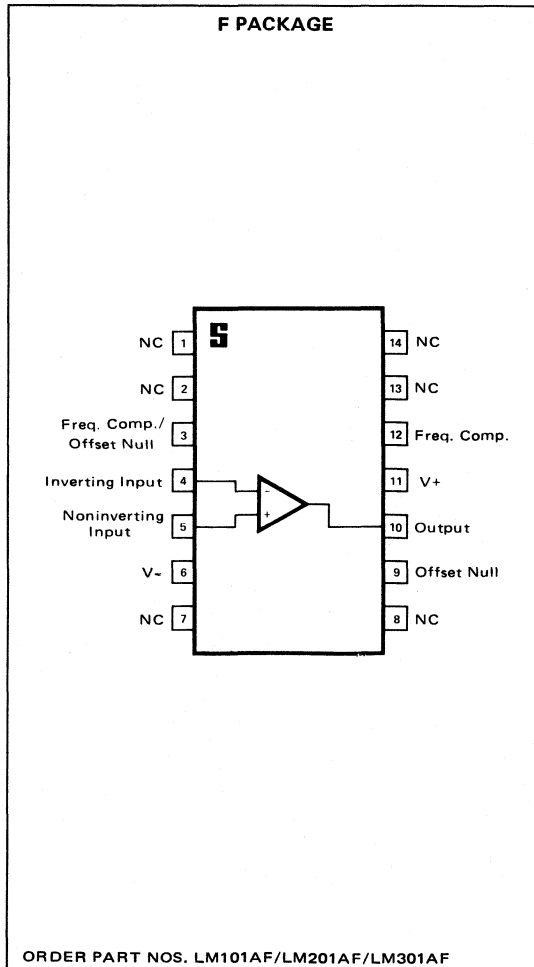 F PACKAGE
NC 1
S
14 NC
NC 2
13 NC
Freq. Comp./
Offset Null
3
12 Freq. Comp.
Inverting Input 4
-
11 V+
Noninverting
Input
5
+
10 Output
V- 6
9 Offset Null
NC 7
8 NC
ORDER PART NOS. LM101AF/LM201AF/LM301AF